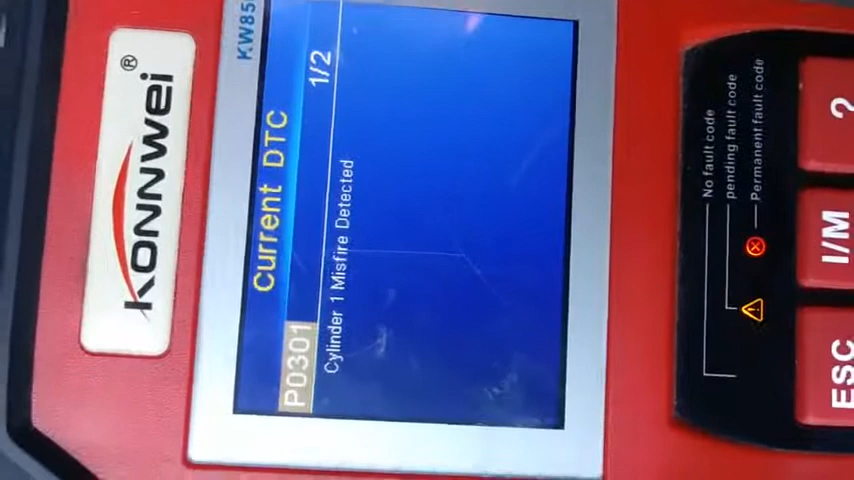 KONNWEI®
KW85
Current DTC
P0301 1/2
Cylinder 1 Misfire Detected
No fault code
pending fault code
Permanent fault code
ESC
I/M
?